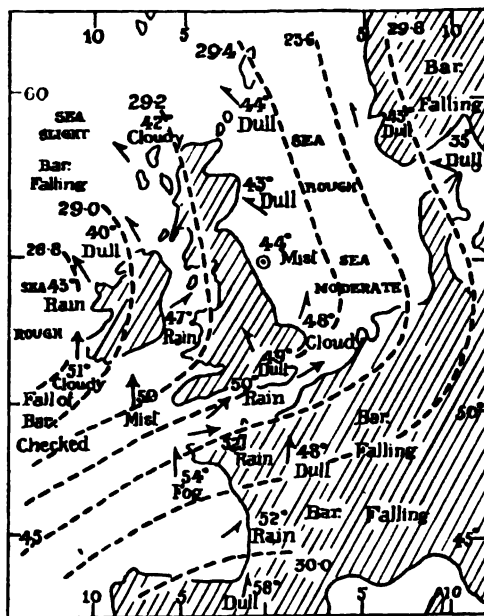 10 5 5 29·8 10
29·4 23·6
60
Bar.
Falling
SEA
SLIGHT
29·2
42°
Cloudy
44°
Dull
45°
Dull
35°
Dull
SEA
ROUGH
Bar.
Falling
29·0
40°
Dull
43°
Dull
28·8
45°
Rain
SEA
ROUGH
44°
Mist
SEA
MODERATE
47°
Rain
48°
Cloudy
49°
Dull
51°
Cloudy
Fall of
Bar.
Checked
50
Mist
50°
Rain
50°
Bar.
Falling
52°
Rain
48°
Dull
54°
Fog
45
52°
Rain
Bar. Falling
45°
30·0
58°
Dull
10 5 10